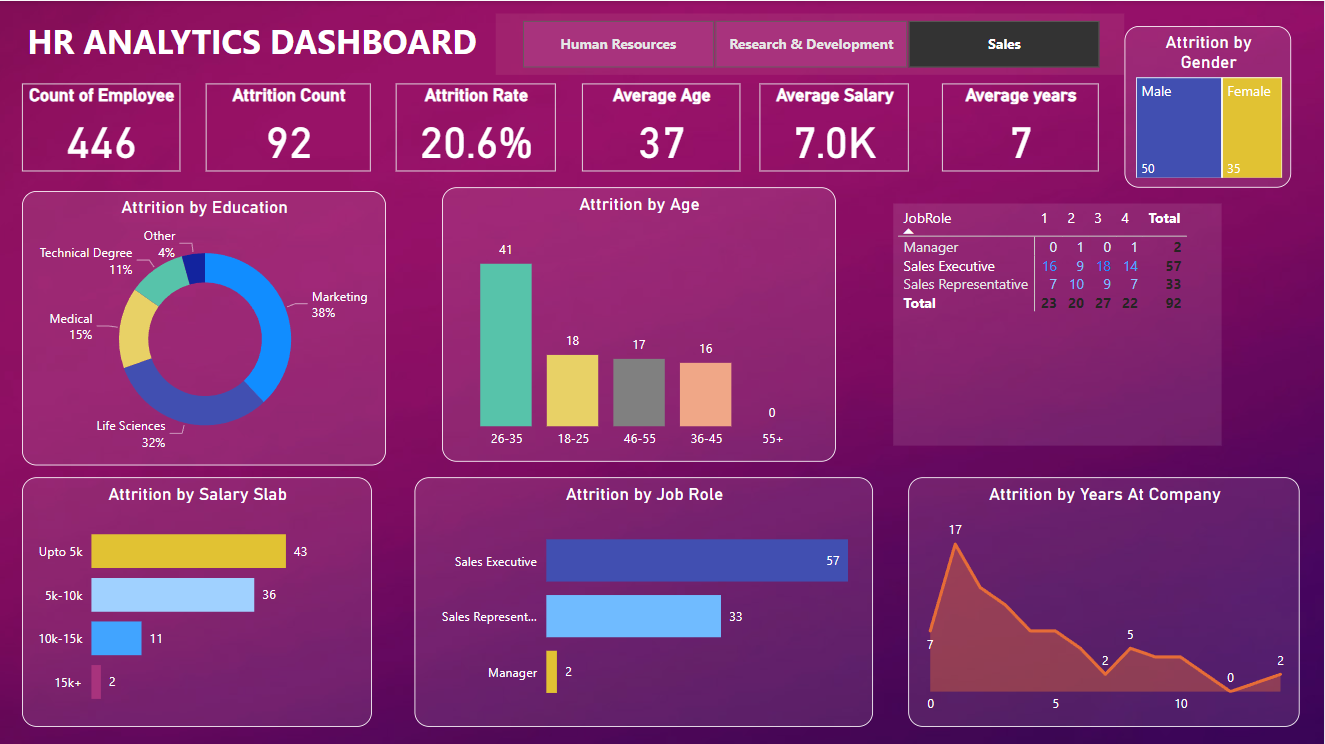 HR ANALYTICS DASHBOARD
Human Resources
Research & Development
Sales
Attrition by
Gender
Male
Female
50
35
Count of Employee
446
Attrition Count
92
Attrition Rate
20.6%
Average Age
37
Average Salary
7.0K
Average years
7
Attrition by Education
Other
4%
Technical Degree
11%
Medical
15%
Marketing
38%
Life Sciences
32%
Attrition by Age
41
18
17
16
0
26-35
18-25
46-55
36-45
55+
JobRole 1 2 3 4 Total
Manager 0 1 0 1 2
Sales Executive 16 9 18 14 57
Sales Representative 7 10 9 7 33
Total 23 20 27 22 92
Attrition by Salary Slab
Upto 5k 43
5k-10k 36
10k-15k 11
15k+ 2
Attrition by Job Role
Sales Executive 57
Sales Represent... 33
Manager 2
Attrition by Years At Company
17
7
2
5
0
2
0 5 10